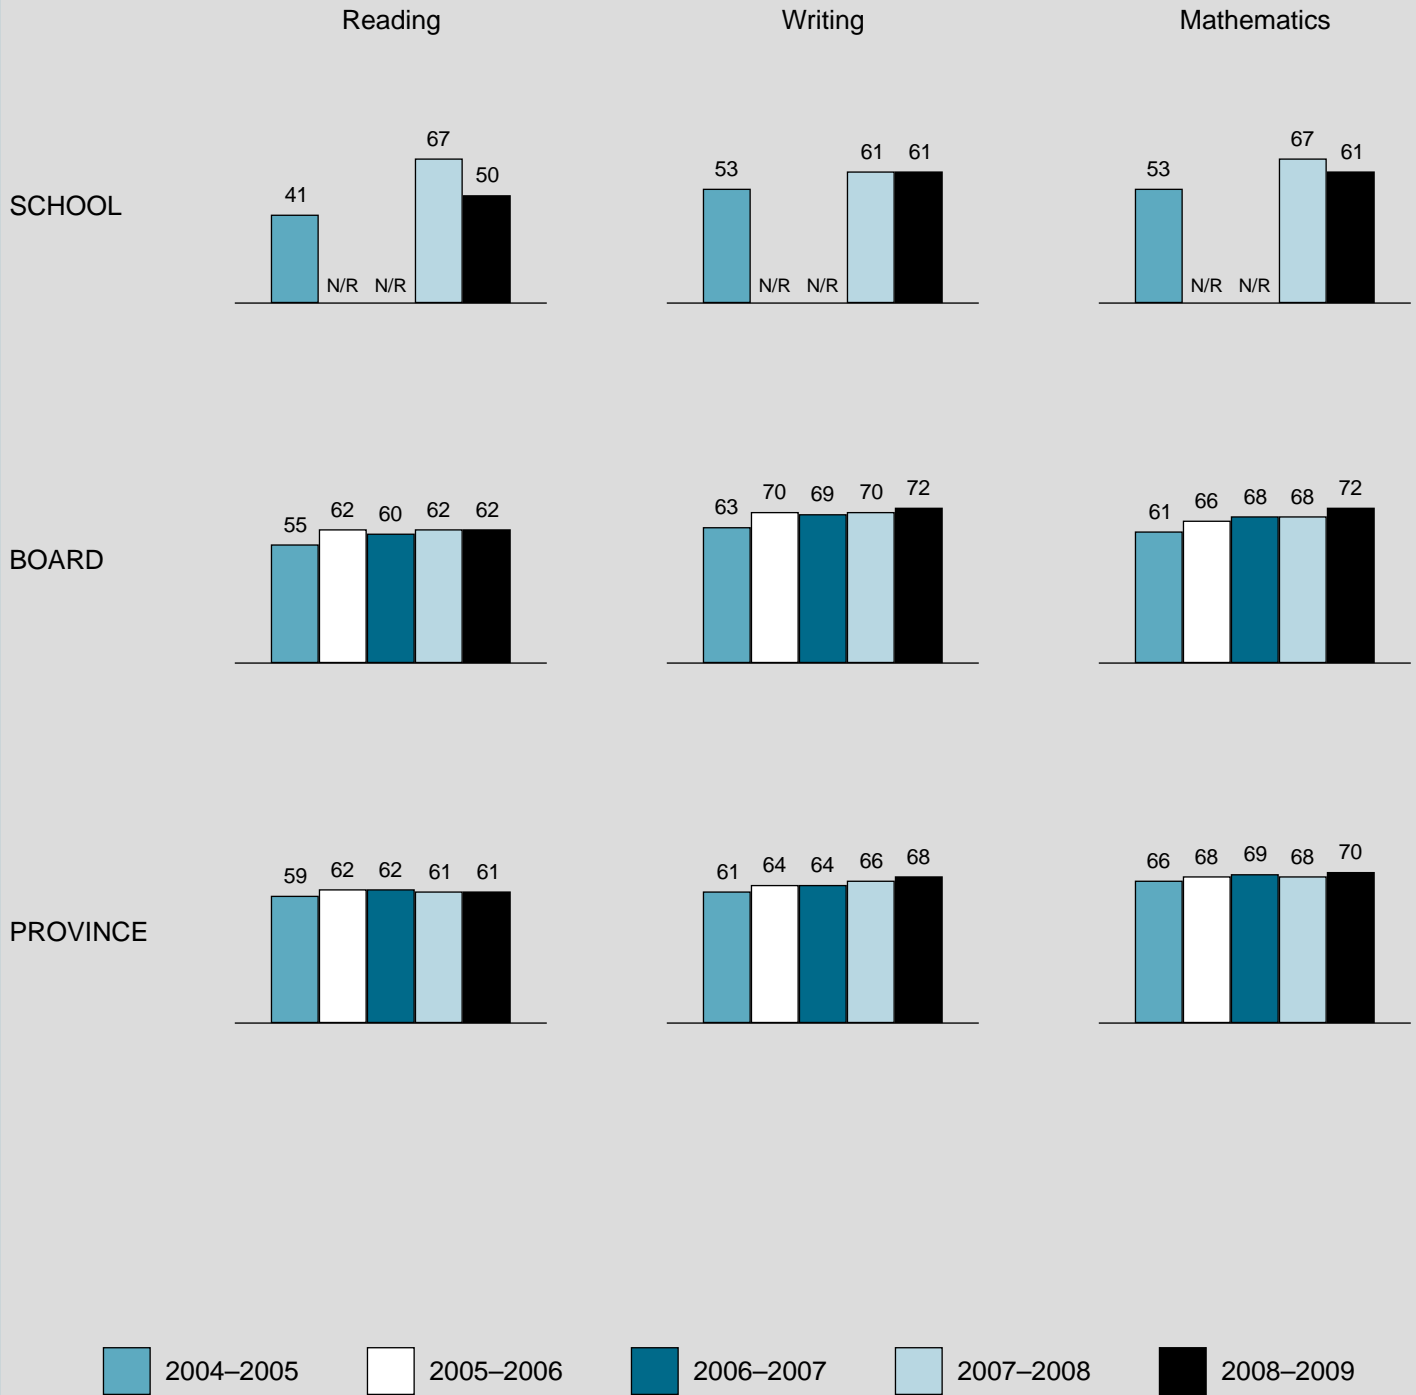 Reading Writing Mathematics
SCHOOL
41 N/R N/R 67 50
53 N/R N/R 61 61
53 N/R N/R 67 61
BOARD
55 62 60 62 62
63 70 69 70 72
61 66 68 68 72
PROVINCE
59 62 62 61 61
61 64 64 66 68
66 68 69 68 70
2004–2005 2005–2006 2006–2007 2007–2008 2008–2009